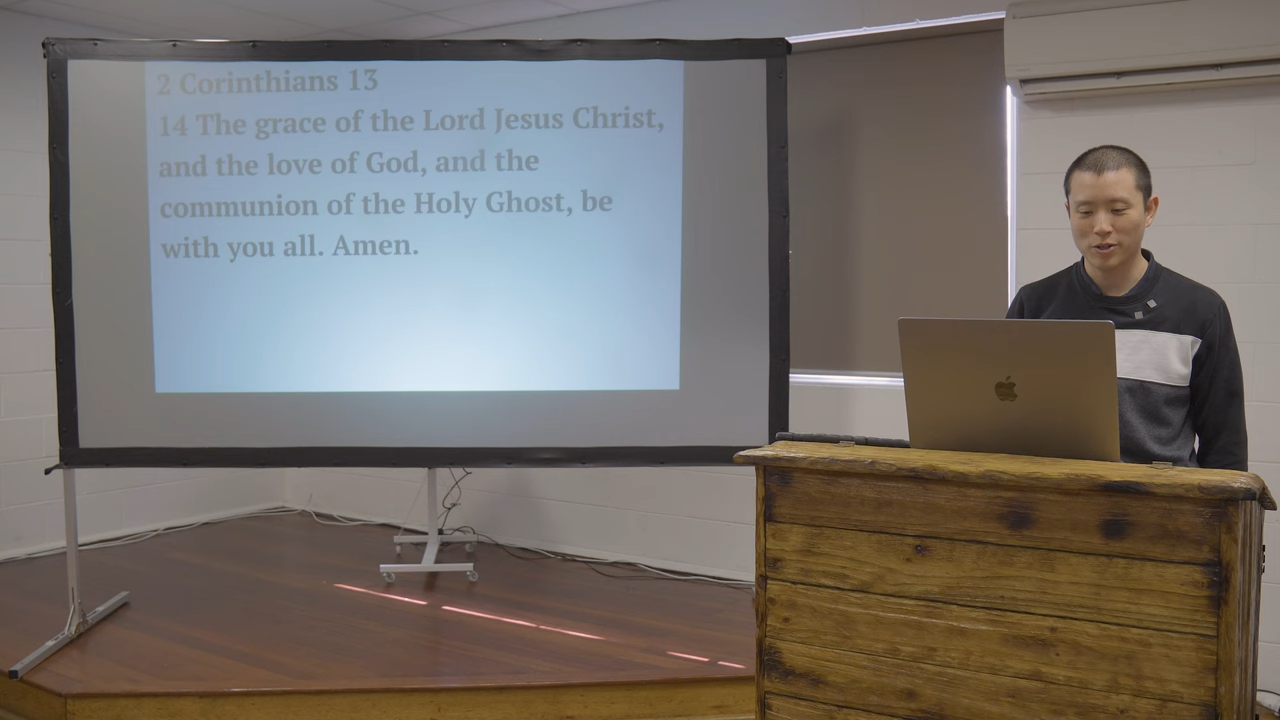 2 Corinthians 13
14 The grace of the Lord Jesus Christ,
and the love of God, and the
communion of the Holy Ghost, be
with you all. Amen.